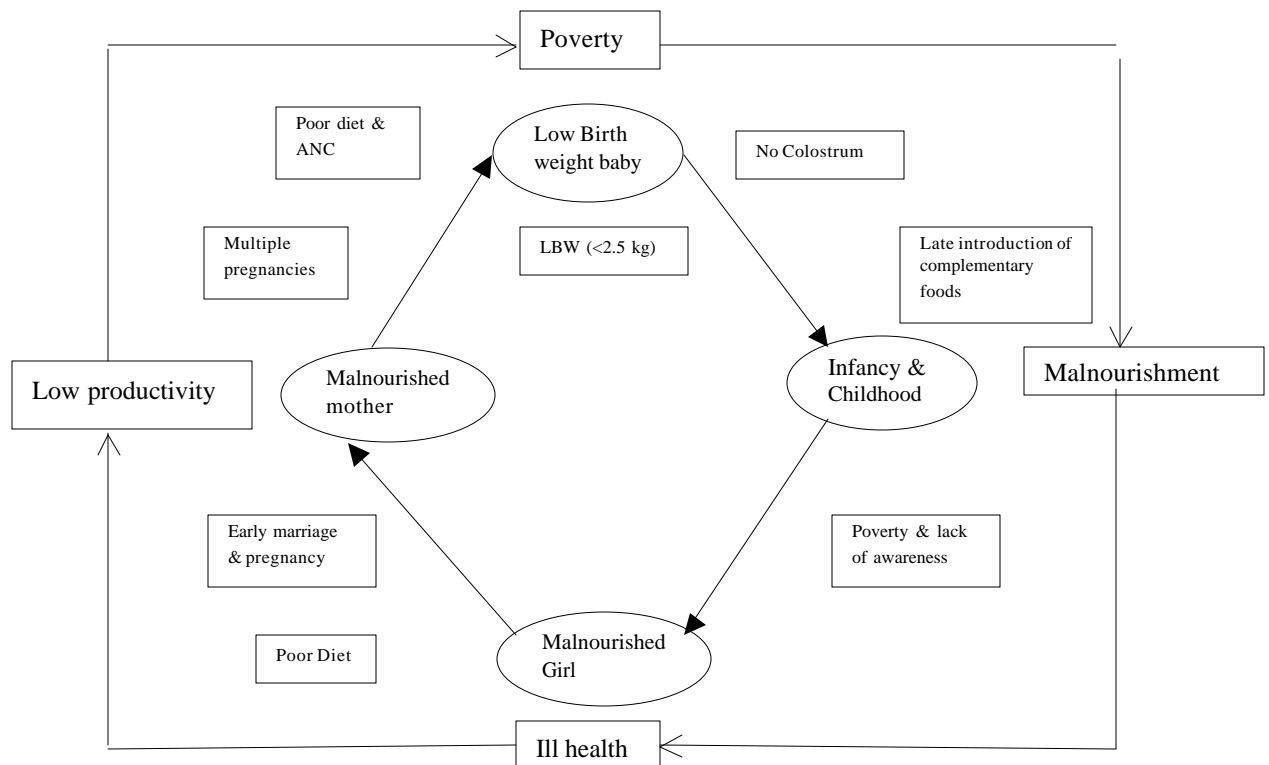 Poverty
Poor diet &
ANC
Low Birth
weight baby
No Colostrum
Multiple
pregnancies
LBW (<2.5 kg)
Late introduction of
complementary
foods
Low productivity
Malnourished
mother
Infancy &
Childhood
Malnourishment
Early marriage
& pregnancy
Poverty & lack
of awareness
Poor Diet
Malnourished
Girl
Ill health